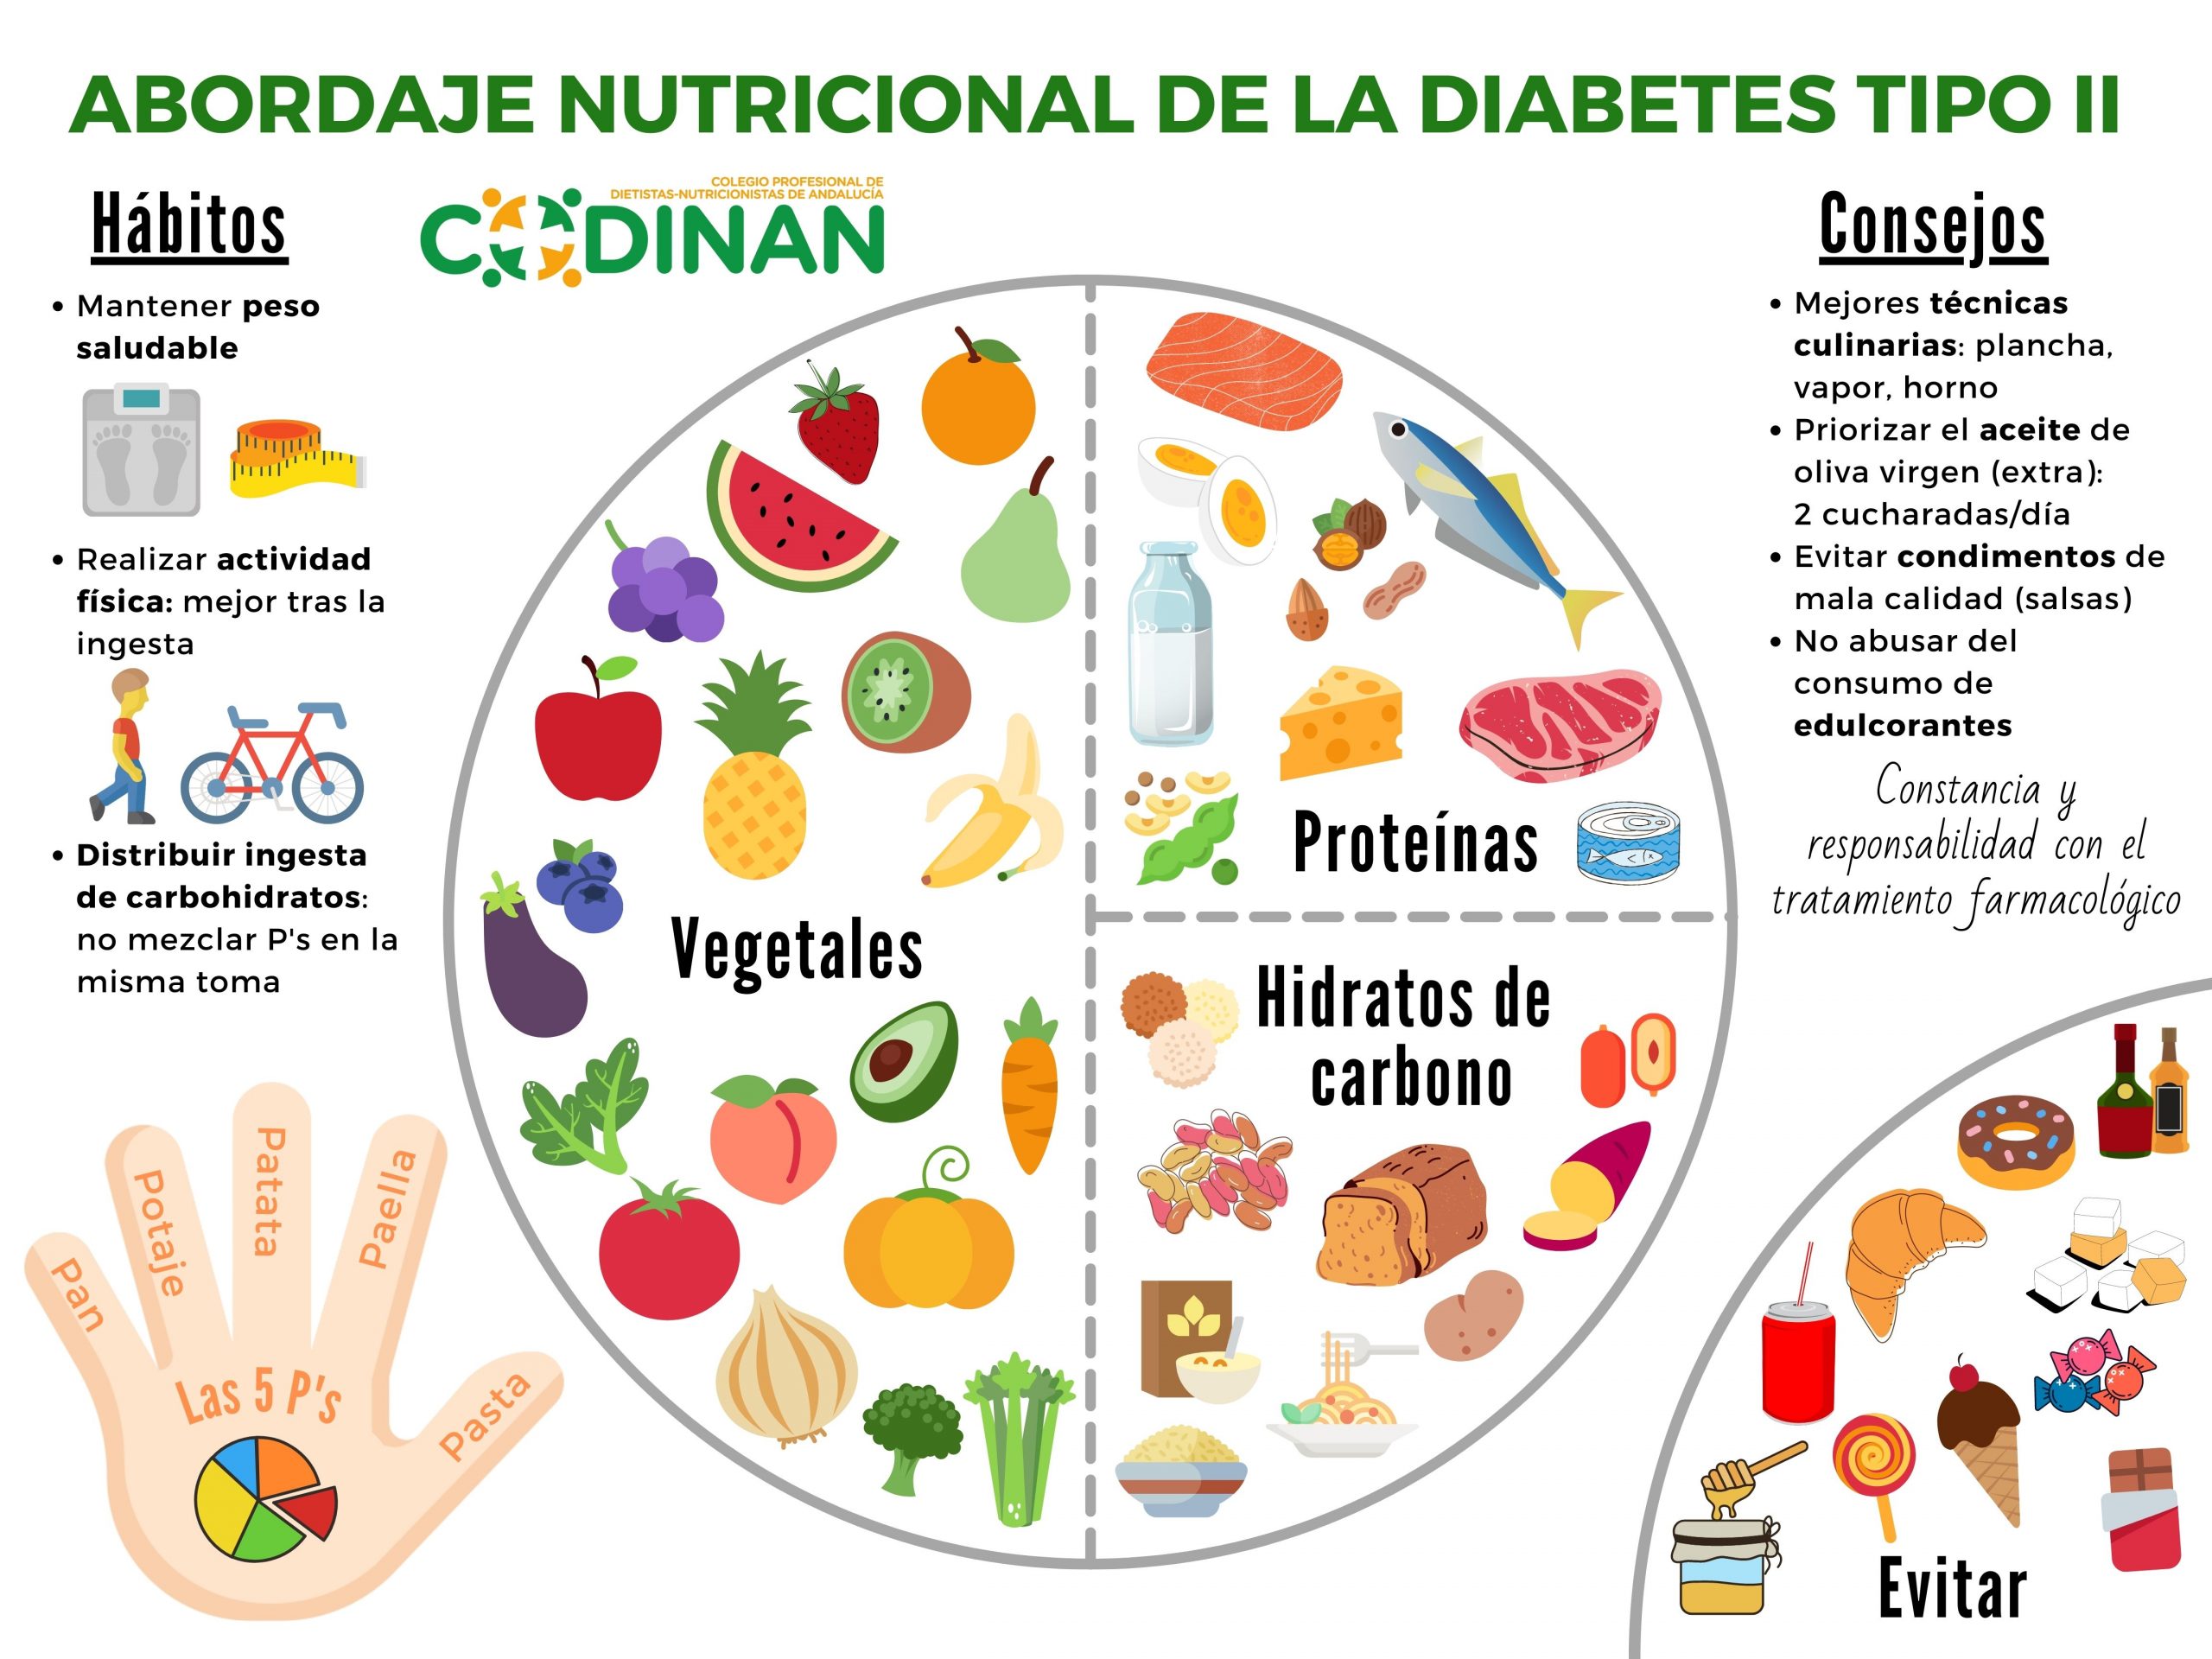 ABORDAJE NUTRICIONAL DE LA DIABETES TIPO II
Hábitos
• Mantener peso
saludable
• Realizar actividad
física: mejor tras la
ingesta
• Distribuir ingesta
de carbohidratos:
no mezclar P's en la
misma toma
Pan
Potaje
Patata
Paella
Pasta
Las 5 P's
COLEGIO PROFESIONAL DE
DIETISTAS-NUTRICIONISTAS DE ANDALUCÍA
CODINAN
Vegetales
Proteínas
Hidratos de
carbono
Consejos
• Mejores técnicas
culinarias: plancha,
vapor, horno
• Priorizar el aceite de
oliva virgen (extra):
2 cucharadas/día
• Evitar condimentos de
mala calidad (salsas)
• No abusar del
consumo de
edulcorantes
Constancia y
responsabilidad con el
tratamiento farmacológico
Evitar